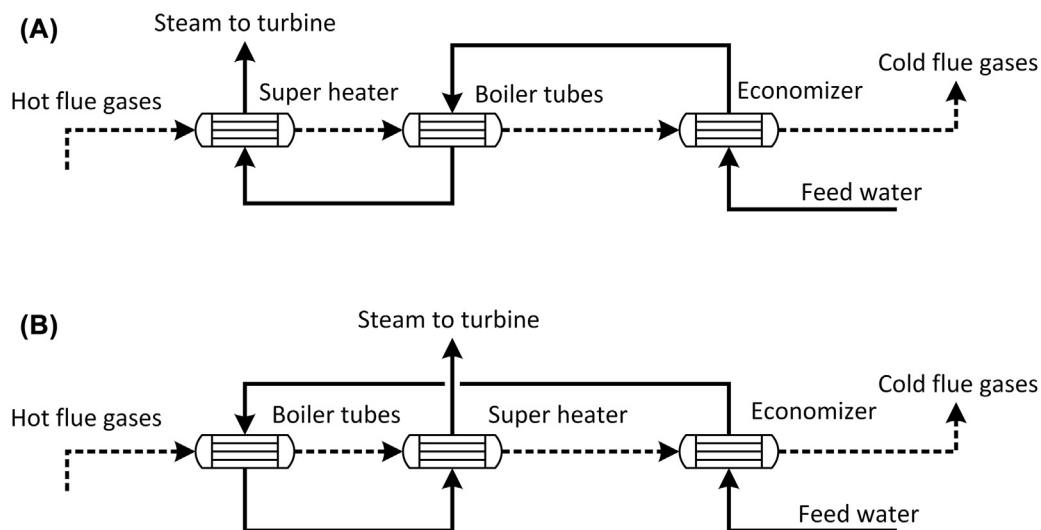 (A)
Steam to turbine
Cold flue gases
Hot flue gases
Super heater
Boiler tubes
Economizer
Feed water
(B)
Steam to turbine
Cold flue gases
Hot flue gases
Boiler tubes
Super heater
Economizer
Feed water